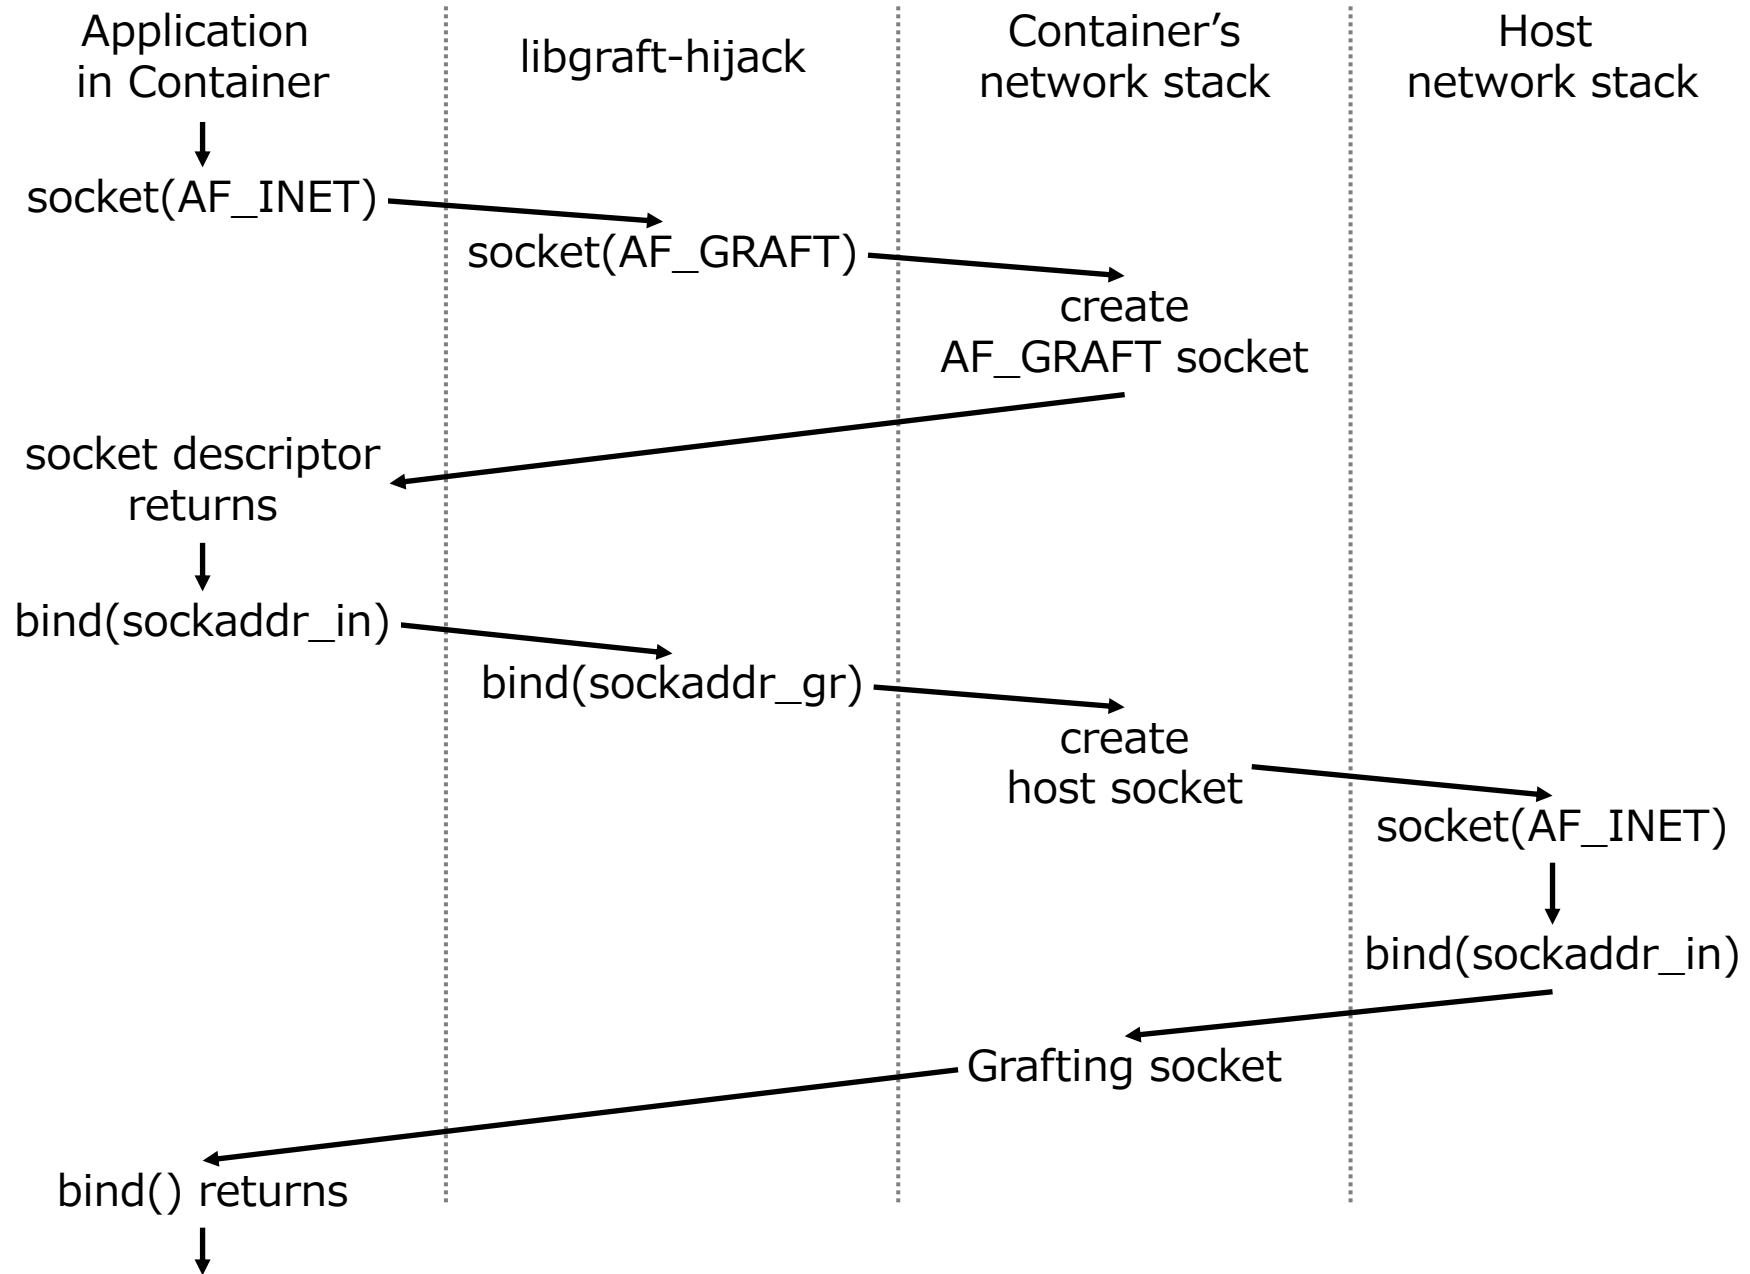 Application
in Container
libgraft-hijack
Container’s
network stack
Host
network stack
socket(AF_INET)
socket(AF_GRAFT)
create
AF_GRAFT socket
socket descriptor
returns
bind(sockaddr_in)
bind(sockaddr_gr)
create
host socket
socket(AF_INET)
bind(sockaddr_in)
Grafting socket
bind() returns